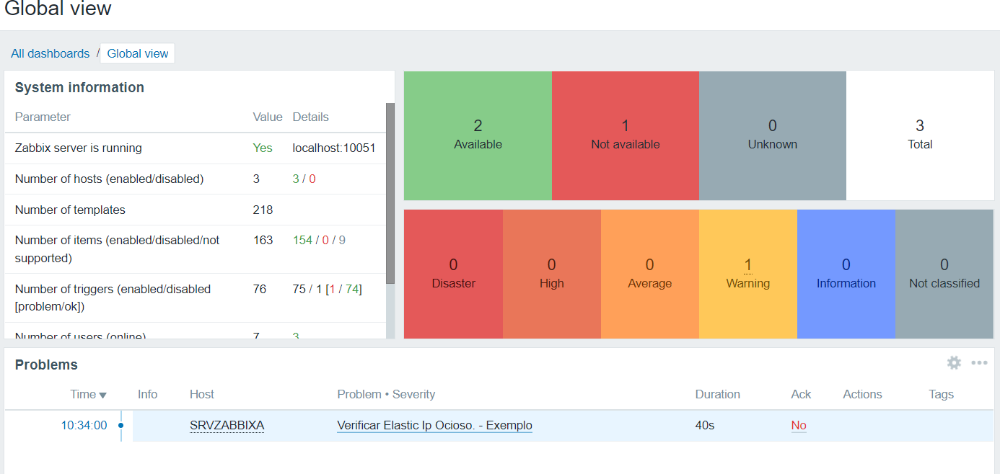 Global view
All dashboards / Global view
System information
Parameter Value Details
Zabbix server is running Yes localhost:10051
Number of hosts (enabled/disabled) 3 3 / 0
Number of templates 218
Number of items (enabled/disabled/not supported) 163 154 / 0 / 9
Number of triggers (enabled/disabled [problem/ok]) 76 75 / 1 [1 / 74]
Number of users (online) 7 3
2
Available
1
Not available
0
Unknown
3
Total
0
Disaster
0
High
0
Average
1
Warning
0
Information
0
Not classified
Problems
Time Info Host Problem • Severity Duration Ack Actions Tags
10:34:00 SRVZABBIXA Verificar Elastic Ip Ocioso. - Exemplo 40s No